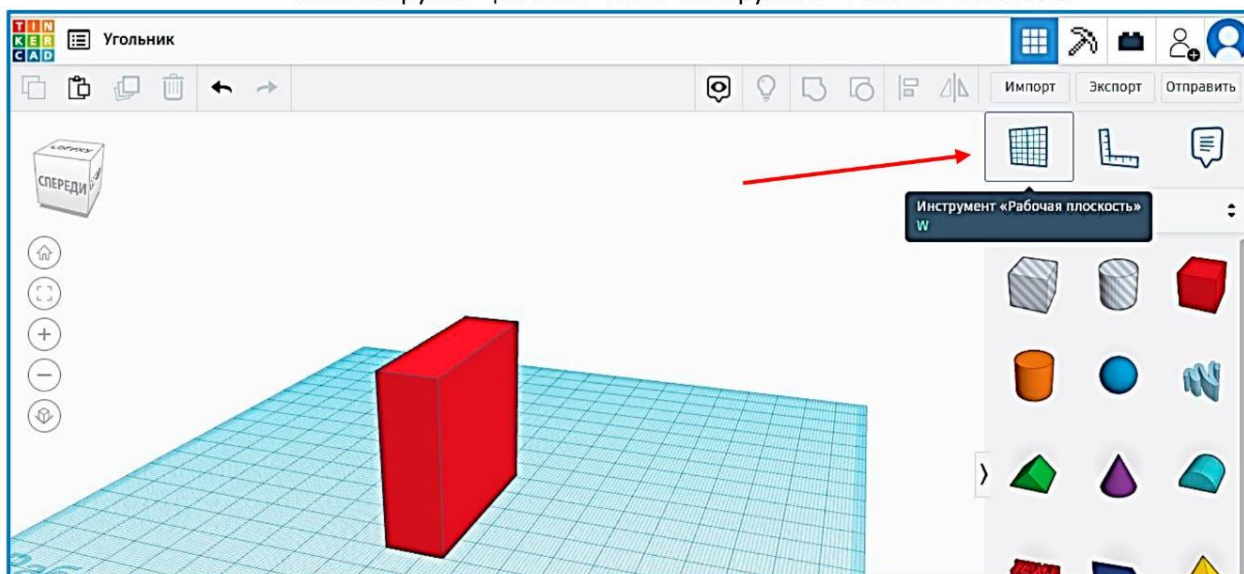 TIN
KER
CAD
Угольник
Импорт
Экспорт
Отправить
СПЕРЕДИ
Инструмент «Рабочая плоскость»
W